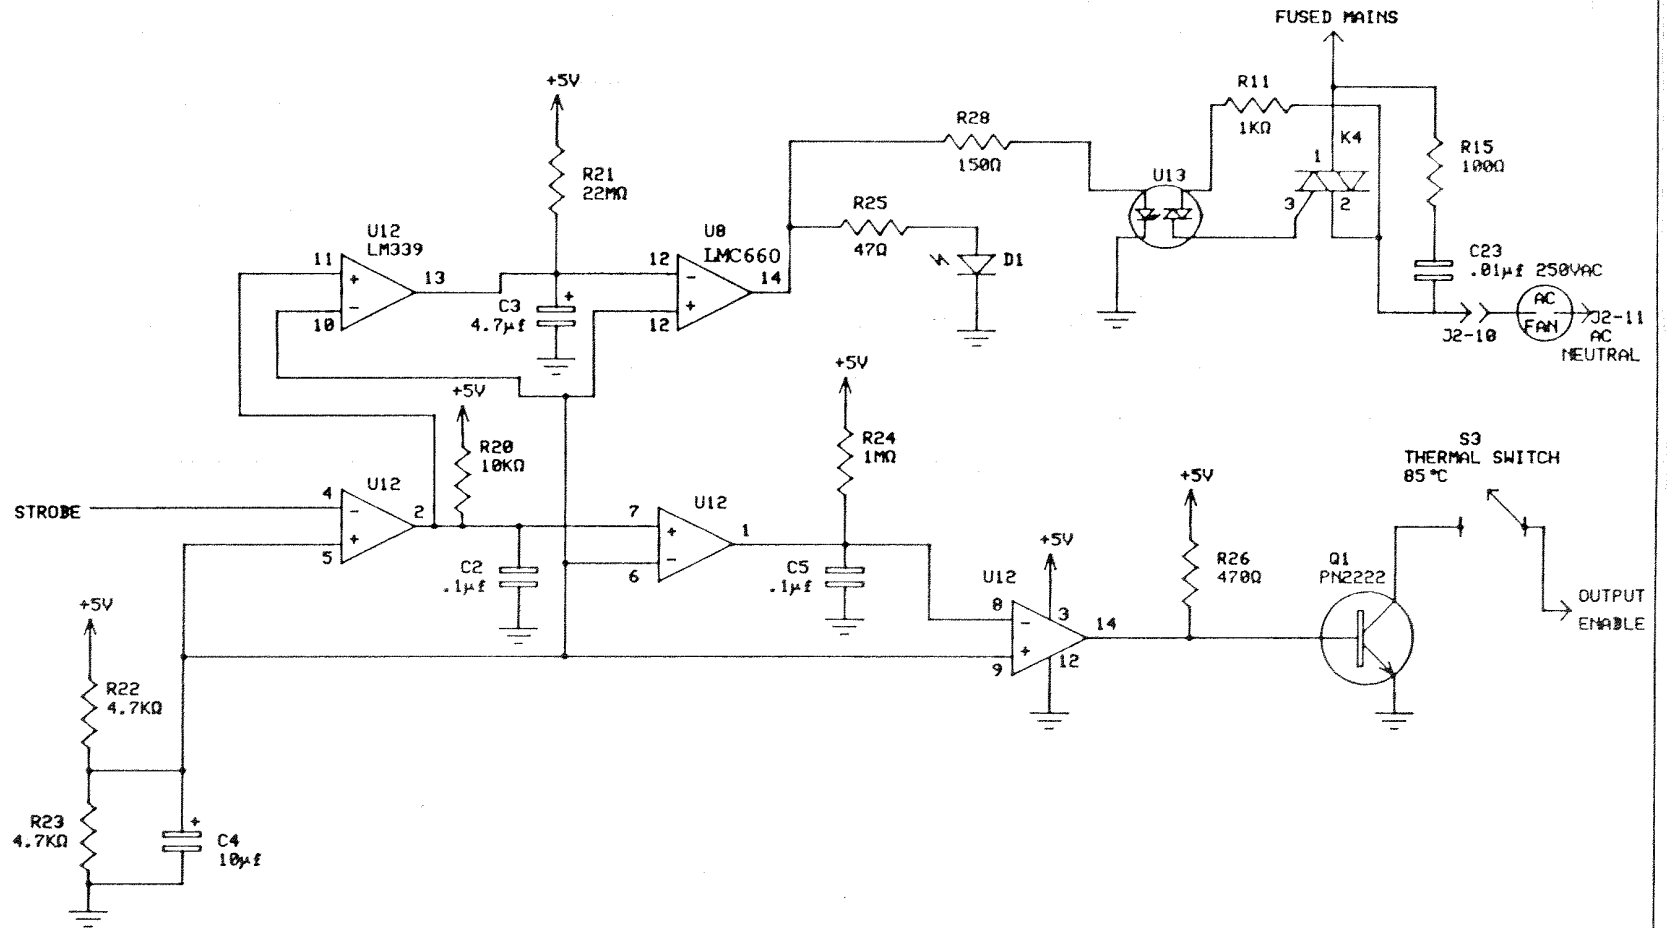 FUSED MAINS
+5V
R11
1KΩ
K4
1
3
2
R15
100Ω
R28
150Ω
U13
R21
22MΩ
R25
47Ω
D1
U12
LM339
11
+
-
10
13
U8
LMC660
12
-
+
12
14
C3
4.7µf
+
C23
.01µf 250VAC
AC
FAN
J2-10
J2-11
AC
NEUTRAL
+5V
R20
10KΩ
+5V
R24
1MΩ
S3
THERMAL SWITCH
85°C
STROBE
4
U12
-
+
5
2
C2
.1µf
7
U12
+
-
6
1
C5
.1µf
+5V
U12
8
-
+
9
3
12
14
+5V
R26
470Ω
Q1
PN2222
OUTPUT
ENABLE
+5V
R22
4.7KΩ
R23
4.7KΩ
+
C4
10µf